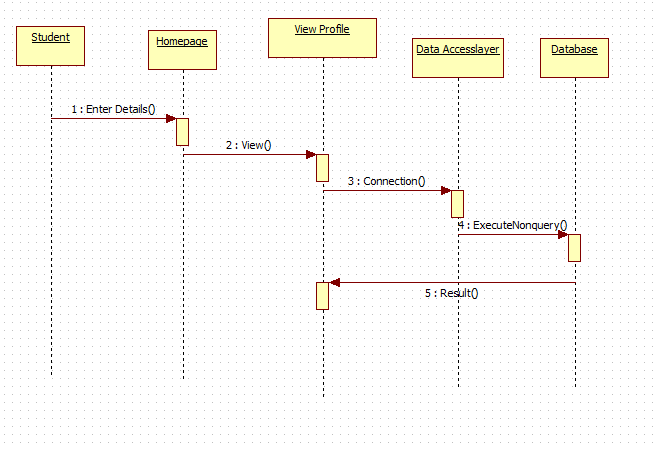 Student
Homepage
View Profile
Data Accesslayer
Database
1 : Enter Details()
2 : View()
3 : Connection()
4 : ExecuteNonquery()
5 : Result()